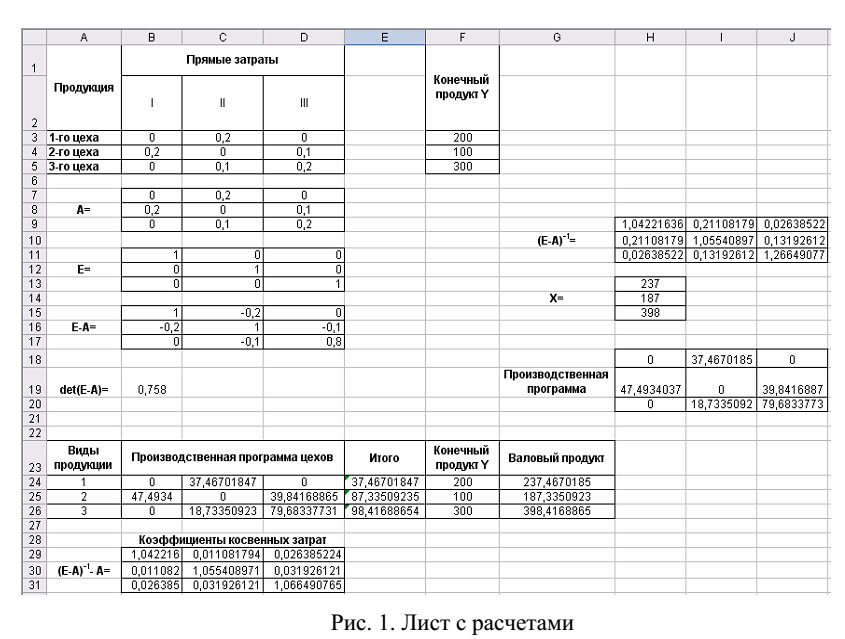 A B C D E F G H I J
1 Прямые затраты
Продукция I II III Конечный продукт Y
2
3 1-го цеха 0 0,2 0 200
4 2-го цеха 0,2 0 0,1 100
5 3-го цеха 0 0,1 0,2 300
6
7 0 0,2 0
8 A= 0,2 0 0,1
9 0 0,1 0,2 1,04221636 0,21108179 0,02638522
10 (E-A)⁻¹= 0,21108179 1,05540897 0,13192612
11 1 0 0 0,02638522 0,13192612 1,26649077
12 E= 0 1 0
13 0 0 1 237
14 X= 187
15 1 -0,2 0 398
16 E-A= -0,2 1 -0,1
17 0 -0,1 0,8
18 0 37,4670185 0
19 det(E-A)= 0,758 Производственная программа 47,4934037 0 39,8416887
20 0 18,7335092 79,6833773
21
22
23 Виды продукции Производственная программа цехов Итого Конечный продукт Y Валовый продукт
24 1 0 37,46701847 0 37,46701847 200 237,4670185
25 2 47,4934 0 39,84168865 87,33509235 100 187,3350923
26 3 0 18,73350923 79,68337731 98,41688654 300 398,4168865
27
28 Коэффициенты косвенных затрат
29 1,042216 0,011081794 0,026385224
30 (E-A)⁻¹- A= 0,011082 1,055408971 0,031926121
31 0,026385 0,031926121 1,066490765
Рис. 1. Лист с расчетами